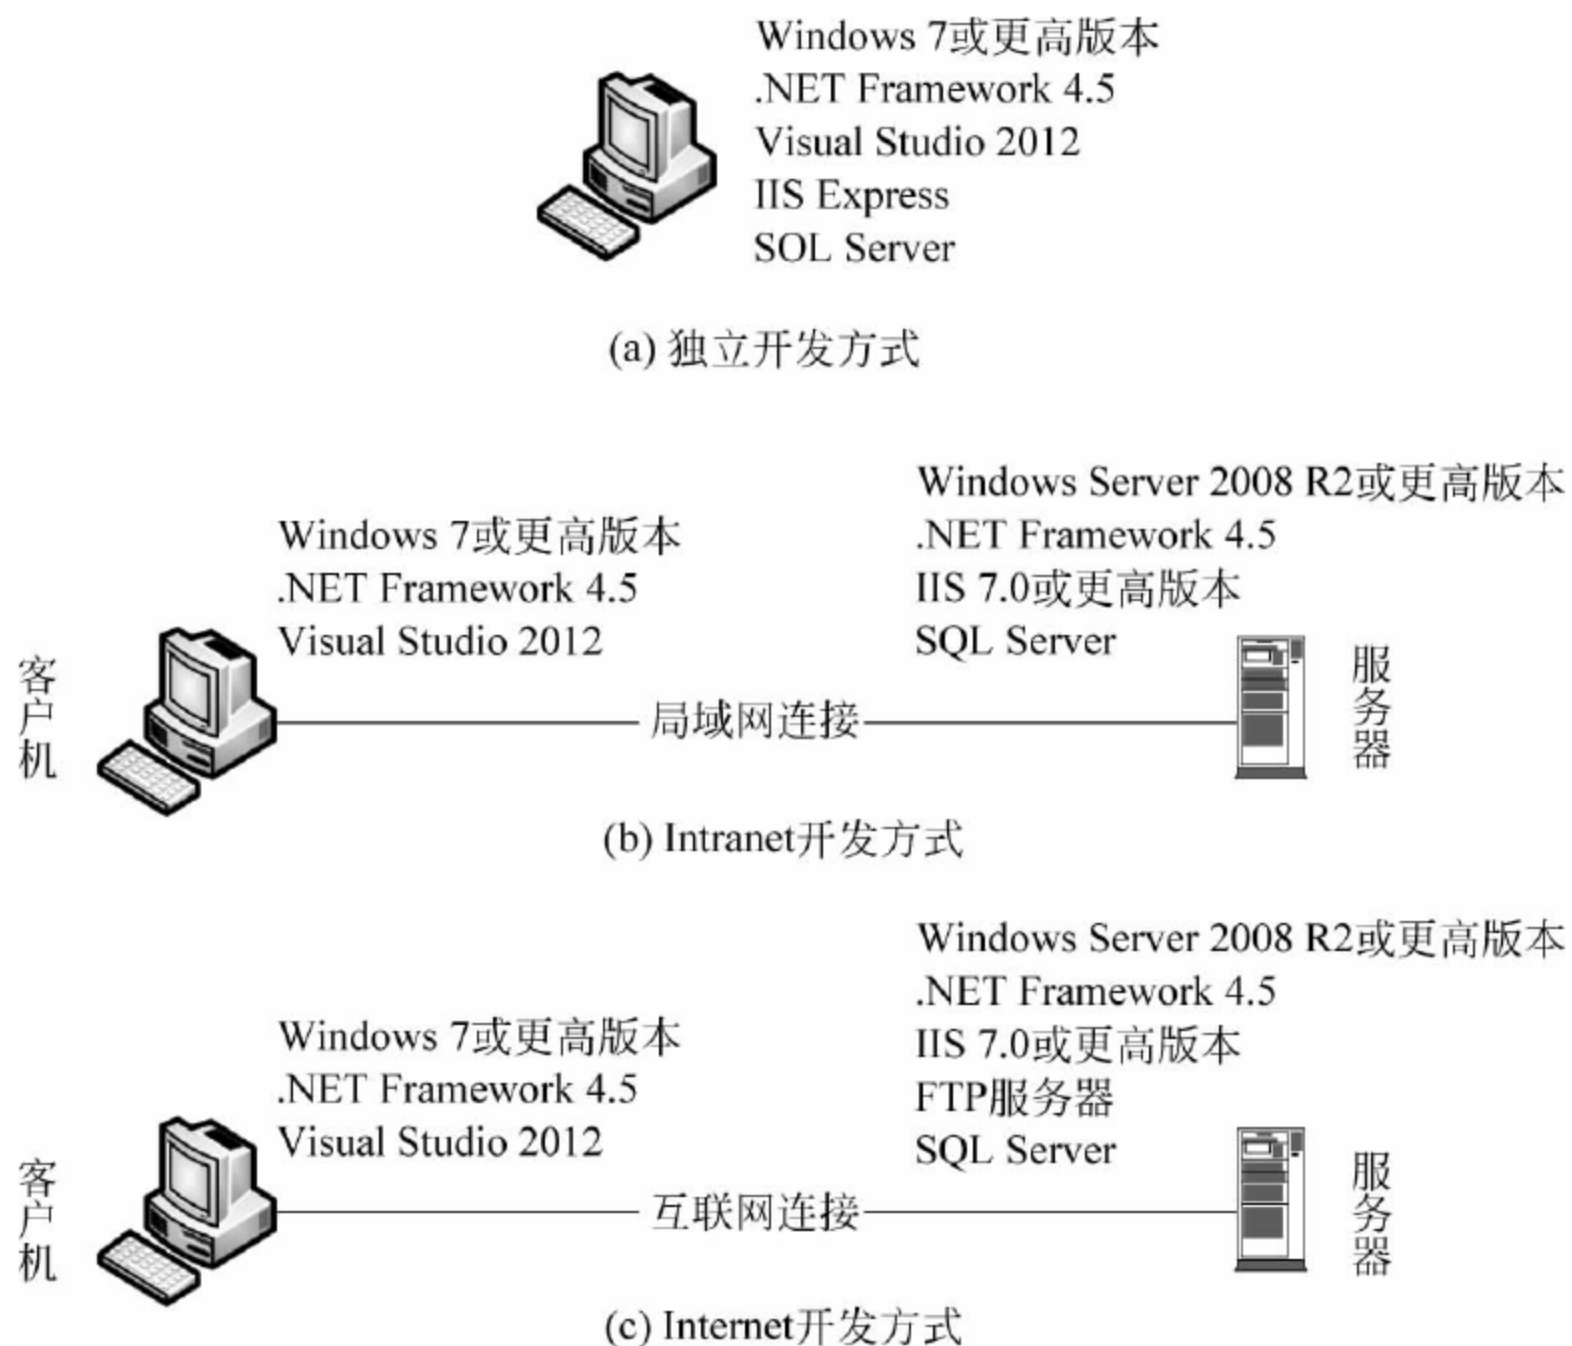 Windows 7或更高版本
.NET Framework 4.5
Visual Studio 2012
IIS Express
SOL Server
(a) 独立开发方式
Windows Server 2008 R2或更高版本
.NET Framework 4.5
IIS 7.0或更高版本
SQL Server
Windows 7或更高版本
.NET Framework 4.5
Visual Studio 2012
客户机
局域网连接
服务器
(b) Intranet开发方式
Windows Server 2008 R2或更高版本
.NET Framework 4.5
IIS 7.0或更高版本
FTP服务器
SQL Server
Windows 7或更高版本
.NET Framework 4.5
Visual Studio 2012
客户机
互联网连接
服务器
(c) Internet开发方式